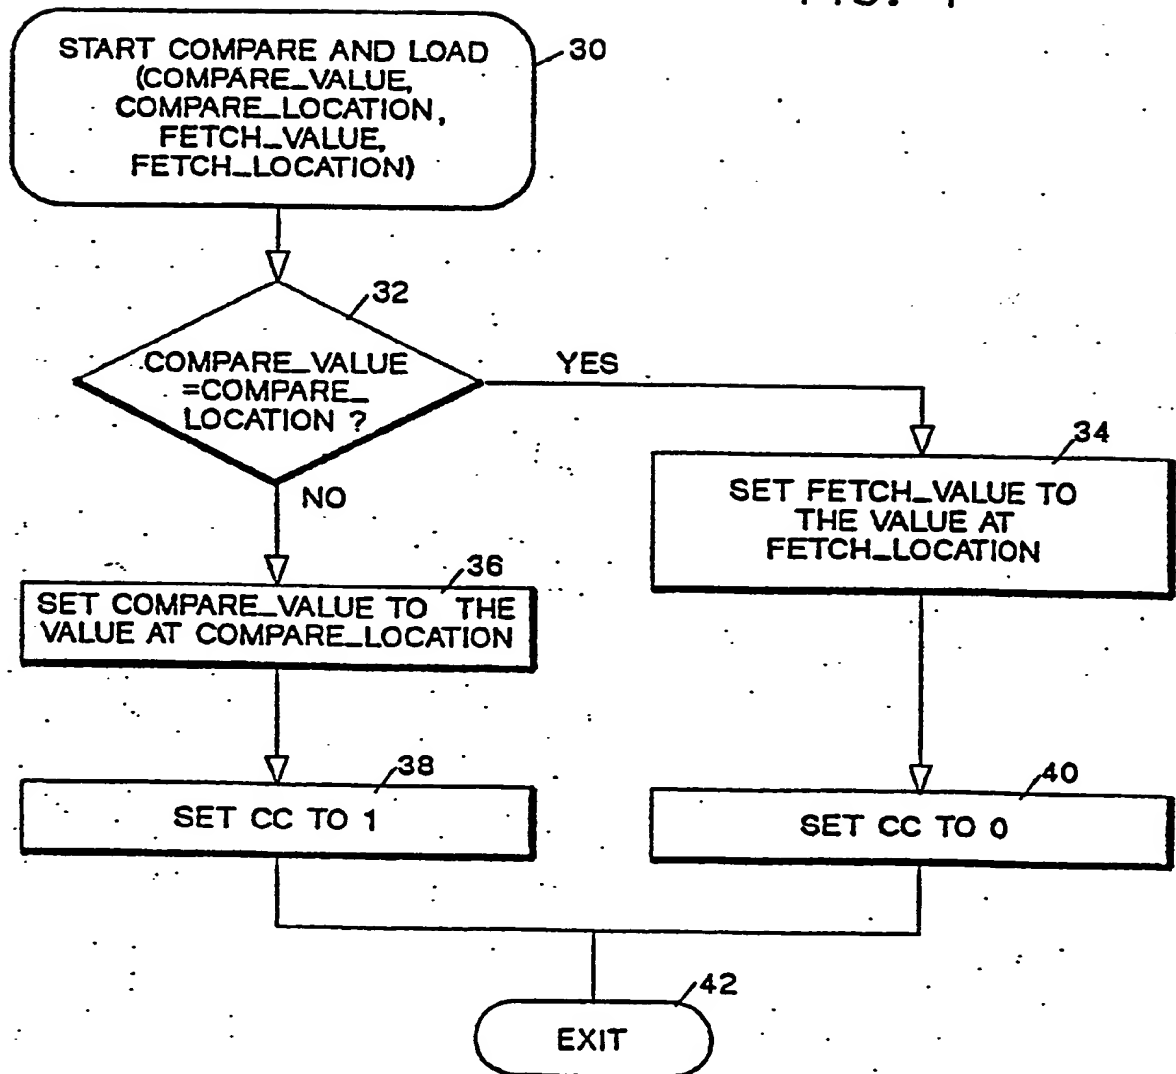 START COMPARE AND LOAD
(COMPARE_VALUE,
COMPARE_LOCATION,
FETCH_VALUE,
FETCH_LOCATION)
30
32
COMPARE_VALUE
=COMPARE_
LOCATION ?
YES
NO
34
SET FETCH_VALUE TO
THE VALUE AT
FETCH_LOCATION
36
SET COMPARE_VALUE TO THE
VALUE AT COMPARE_LOCATION
38
SET CC TO 1
40
SET CC TO 0
42
EXIT